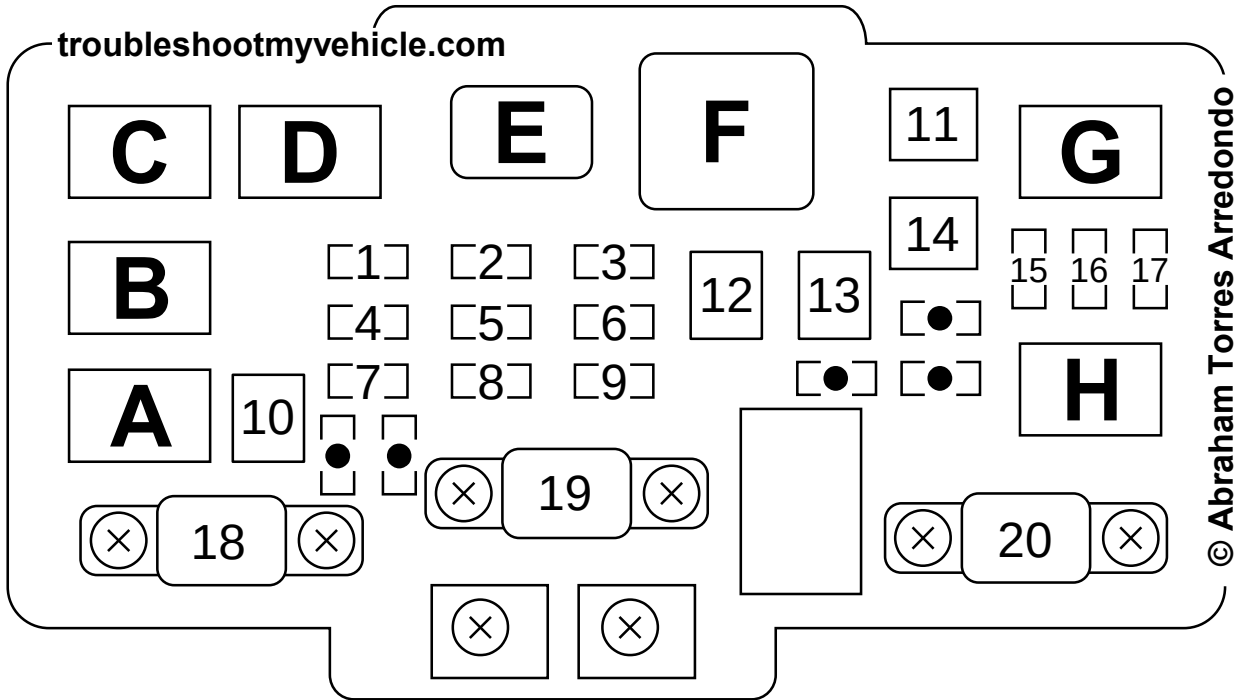 troubleshootmyvehicle.com
C D E F 11 G
14
B 1 2 3 12 13 15 16 17
4 5 6
A 10 7 8 9 H
18 19 20
© Abraham Torres Arredondo